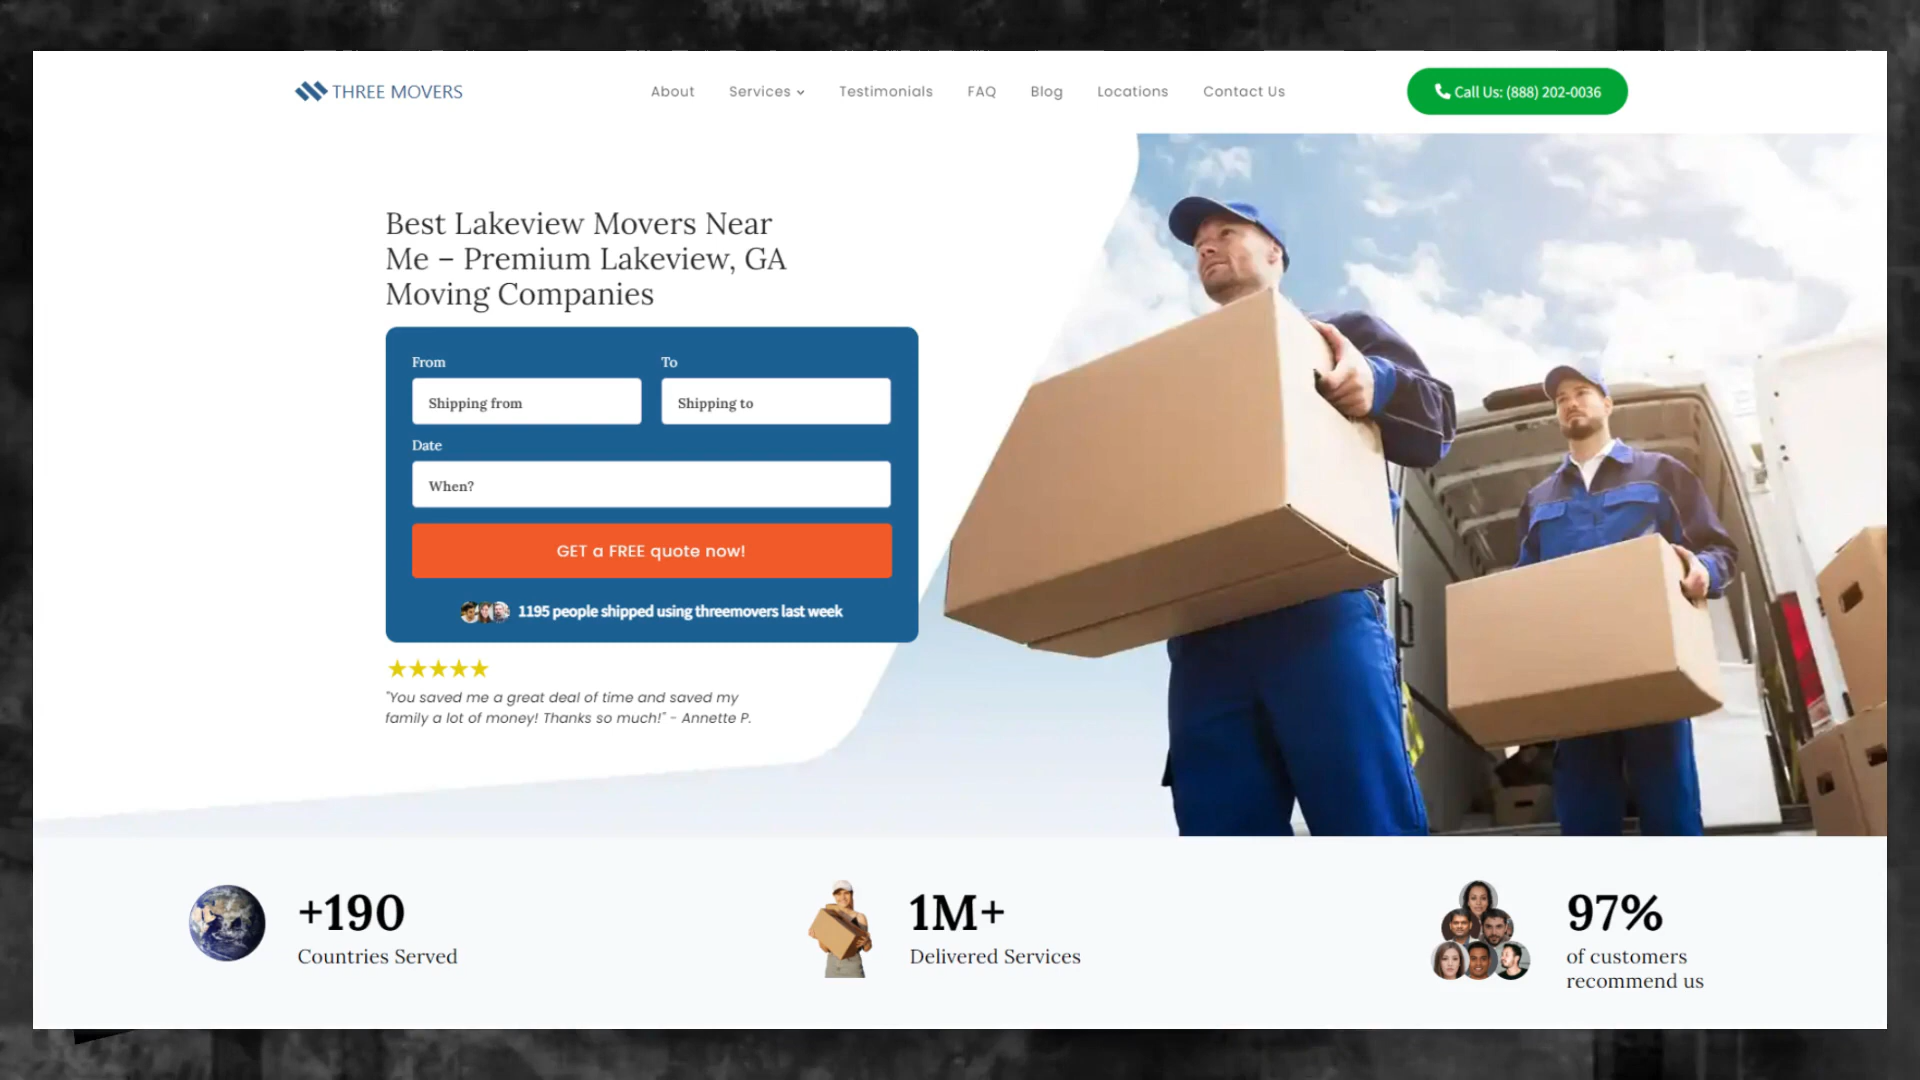 THREE MOVERS
About
Services
Testimonials
FAQ
Blog
Locations
Contact Us
Call Us: (888) 202-0036
Best Lakeview Movers Near
Me – Premium Lakeview, GA
Moving Companies
From
To
Shipping from
Shipping to
Date
When?
GET a FREE quote now!
1195 people shipped using threemovers last week
"You saved me a great deal of time and saved my
family a lot of money! Thanks so much!" - Annette P.
+190
Countries Served
1M+
Delivered Services
97%
of customers
recommend us